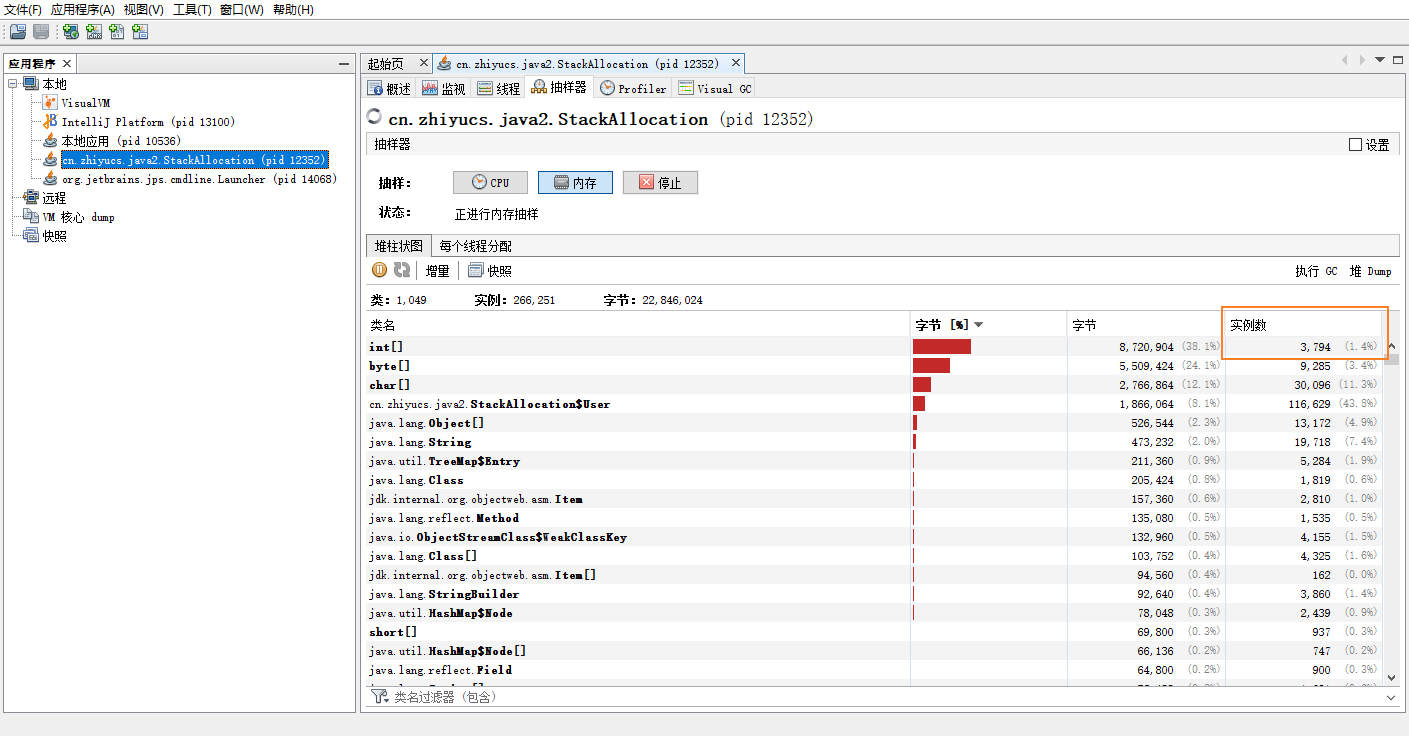 文件(F) 应用程序(A) 视图(V) 工具(T) 窗口(W) 帮助(H)
应用程序
本地
VisualVM
IntelliJ Platform (pid 13100)
本地应用 (pid 10536)
cn.zhiyucs.java2.StackAllocation (pid 12352)
org.jetbrains.jps.cmdline.Launcher (pid 14068)
远程
VM 核心 dump
快照
起始页 cn.zhiyucs.java2.StackAllocation (pid 12352)
概述 监视 线程 抽样器 Profiler Visual GC
cn.zhiyucs.java2.StackAllocation (pid 12352)
抽样器 设置
抽样： CPU 内存 停止
状态： 正进行内存抽样
堆柱状图 每个线程分配
增量 快照 执行 GC 堆 Dump
类：1,049 实例：266,251 字节：22,846,024
类名 字节 [%] 字节 实例数
int[] 8,720,904 (38.1%) 3,794 (1.4%)
byte[] 5,509,424 (24.1%) 9,285 (3.4%)
char[] 2,766,864 (12.1%) 30,096 (11.3%)
cn.zhiyucs.java2.StackAllocation$User 1,866,064 (8.1%) 116,629 (43.8%)
java.lang.Object[] 526,544 (2.3%) 13,172 (4.9%)
java.lang.String 473,232 (2.0%) 19,718 (7.4%)
java.util.TreeMap$Entry 211,360 (0.9%) 5,284 (1.9%)
java.lang.Class 205,424 (0.8%) 1,819 (0.6%)
jdk.internal.org.objectweb.asm.Item 157,360 (0.6%) 2,810 (1.0%)
java.lang.reflect.Method 135,080 (0.5%) 1,535 (0.5%)
java.io.ObjectStreamClass$WeakClassKey 132,960 (0.5%) 4,155 (1.5%)
java.lang.Class[] 103,752 (0.4%) 4,325 (1.6%)
jdk.internal.org.objectweb.asm.Item[] 94,560 (0.4%) 162 (0.0%)
java.lang.StringBuilder 92,640 (0.4%) 3,860 (1.4%)
java.util.HashMap$Node 78,048 (0.3%) 2,439 (0.9%)
short[] 69,800 (0.3%) 937 (0.3%)
java.util.HashMap$Node[] 66,136 (0.2%) 747 (0.2%)
java.lang.reflect.Field 64,800 (0.2%) 900 (0.3%)
类名过滤器（包含）